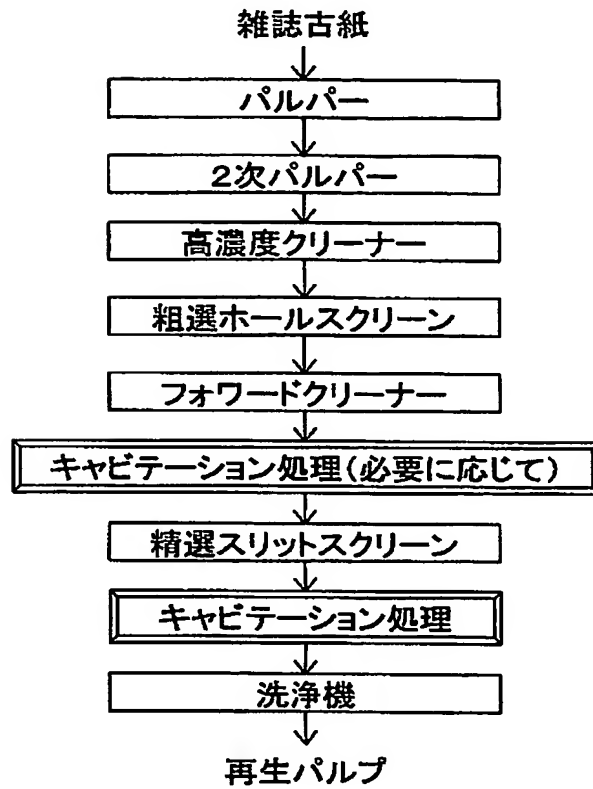 雑誌古紙
パルパー
2次パルパー
高濃度クリーナー
粗選ホールスクリーン
フォワードクリーナー
キャビテーション処理(必要に応じて)
精選スリットスクリーン
キャビテーション処理
洗浄機
再生パルプ